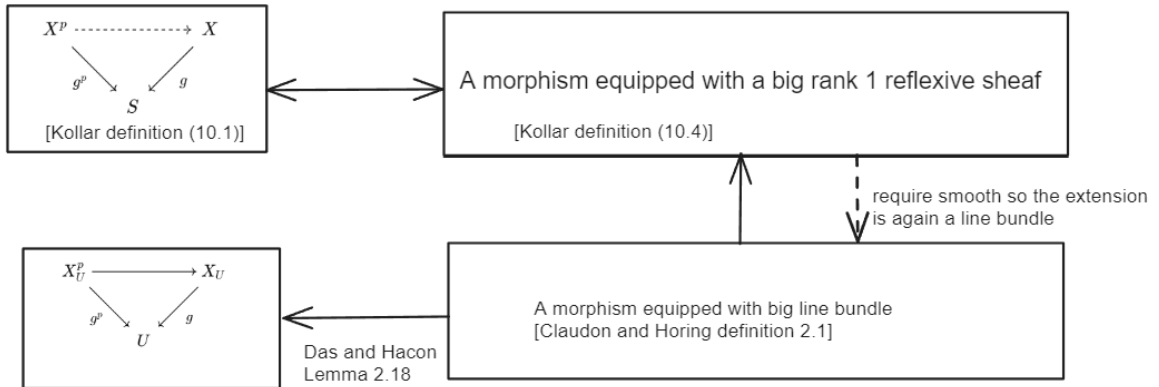 X^p X
g^p g
S
[Kollar definition (10.1)]
A morphism equipped with a big rank 1 reflexive sheaf
[Kollar definition (10.4)]
require smooth so the extension
is again a line bundle
X_U^p X_U
g^p g
U
A morphism equipped with big line bundle
[Claudon and Horing definition 2.1]
Das and Hacon
Lemma 2.18